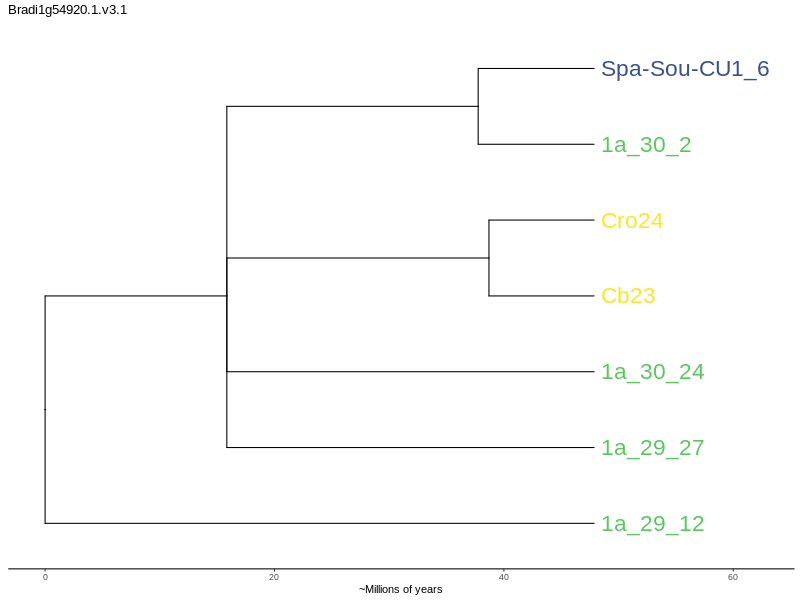 Bradi1g54920.1.v3.1
Spa-Sou-CU1_6
1a_30_2
Cro24
Cb23
1a_30_24
1a_29_27
1a_29_12
0 20 40 60
~Millions of years